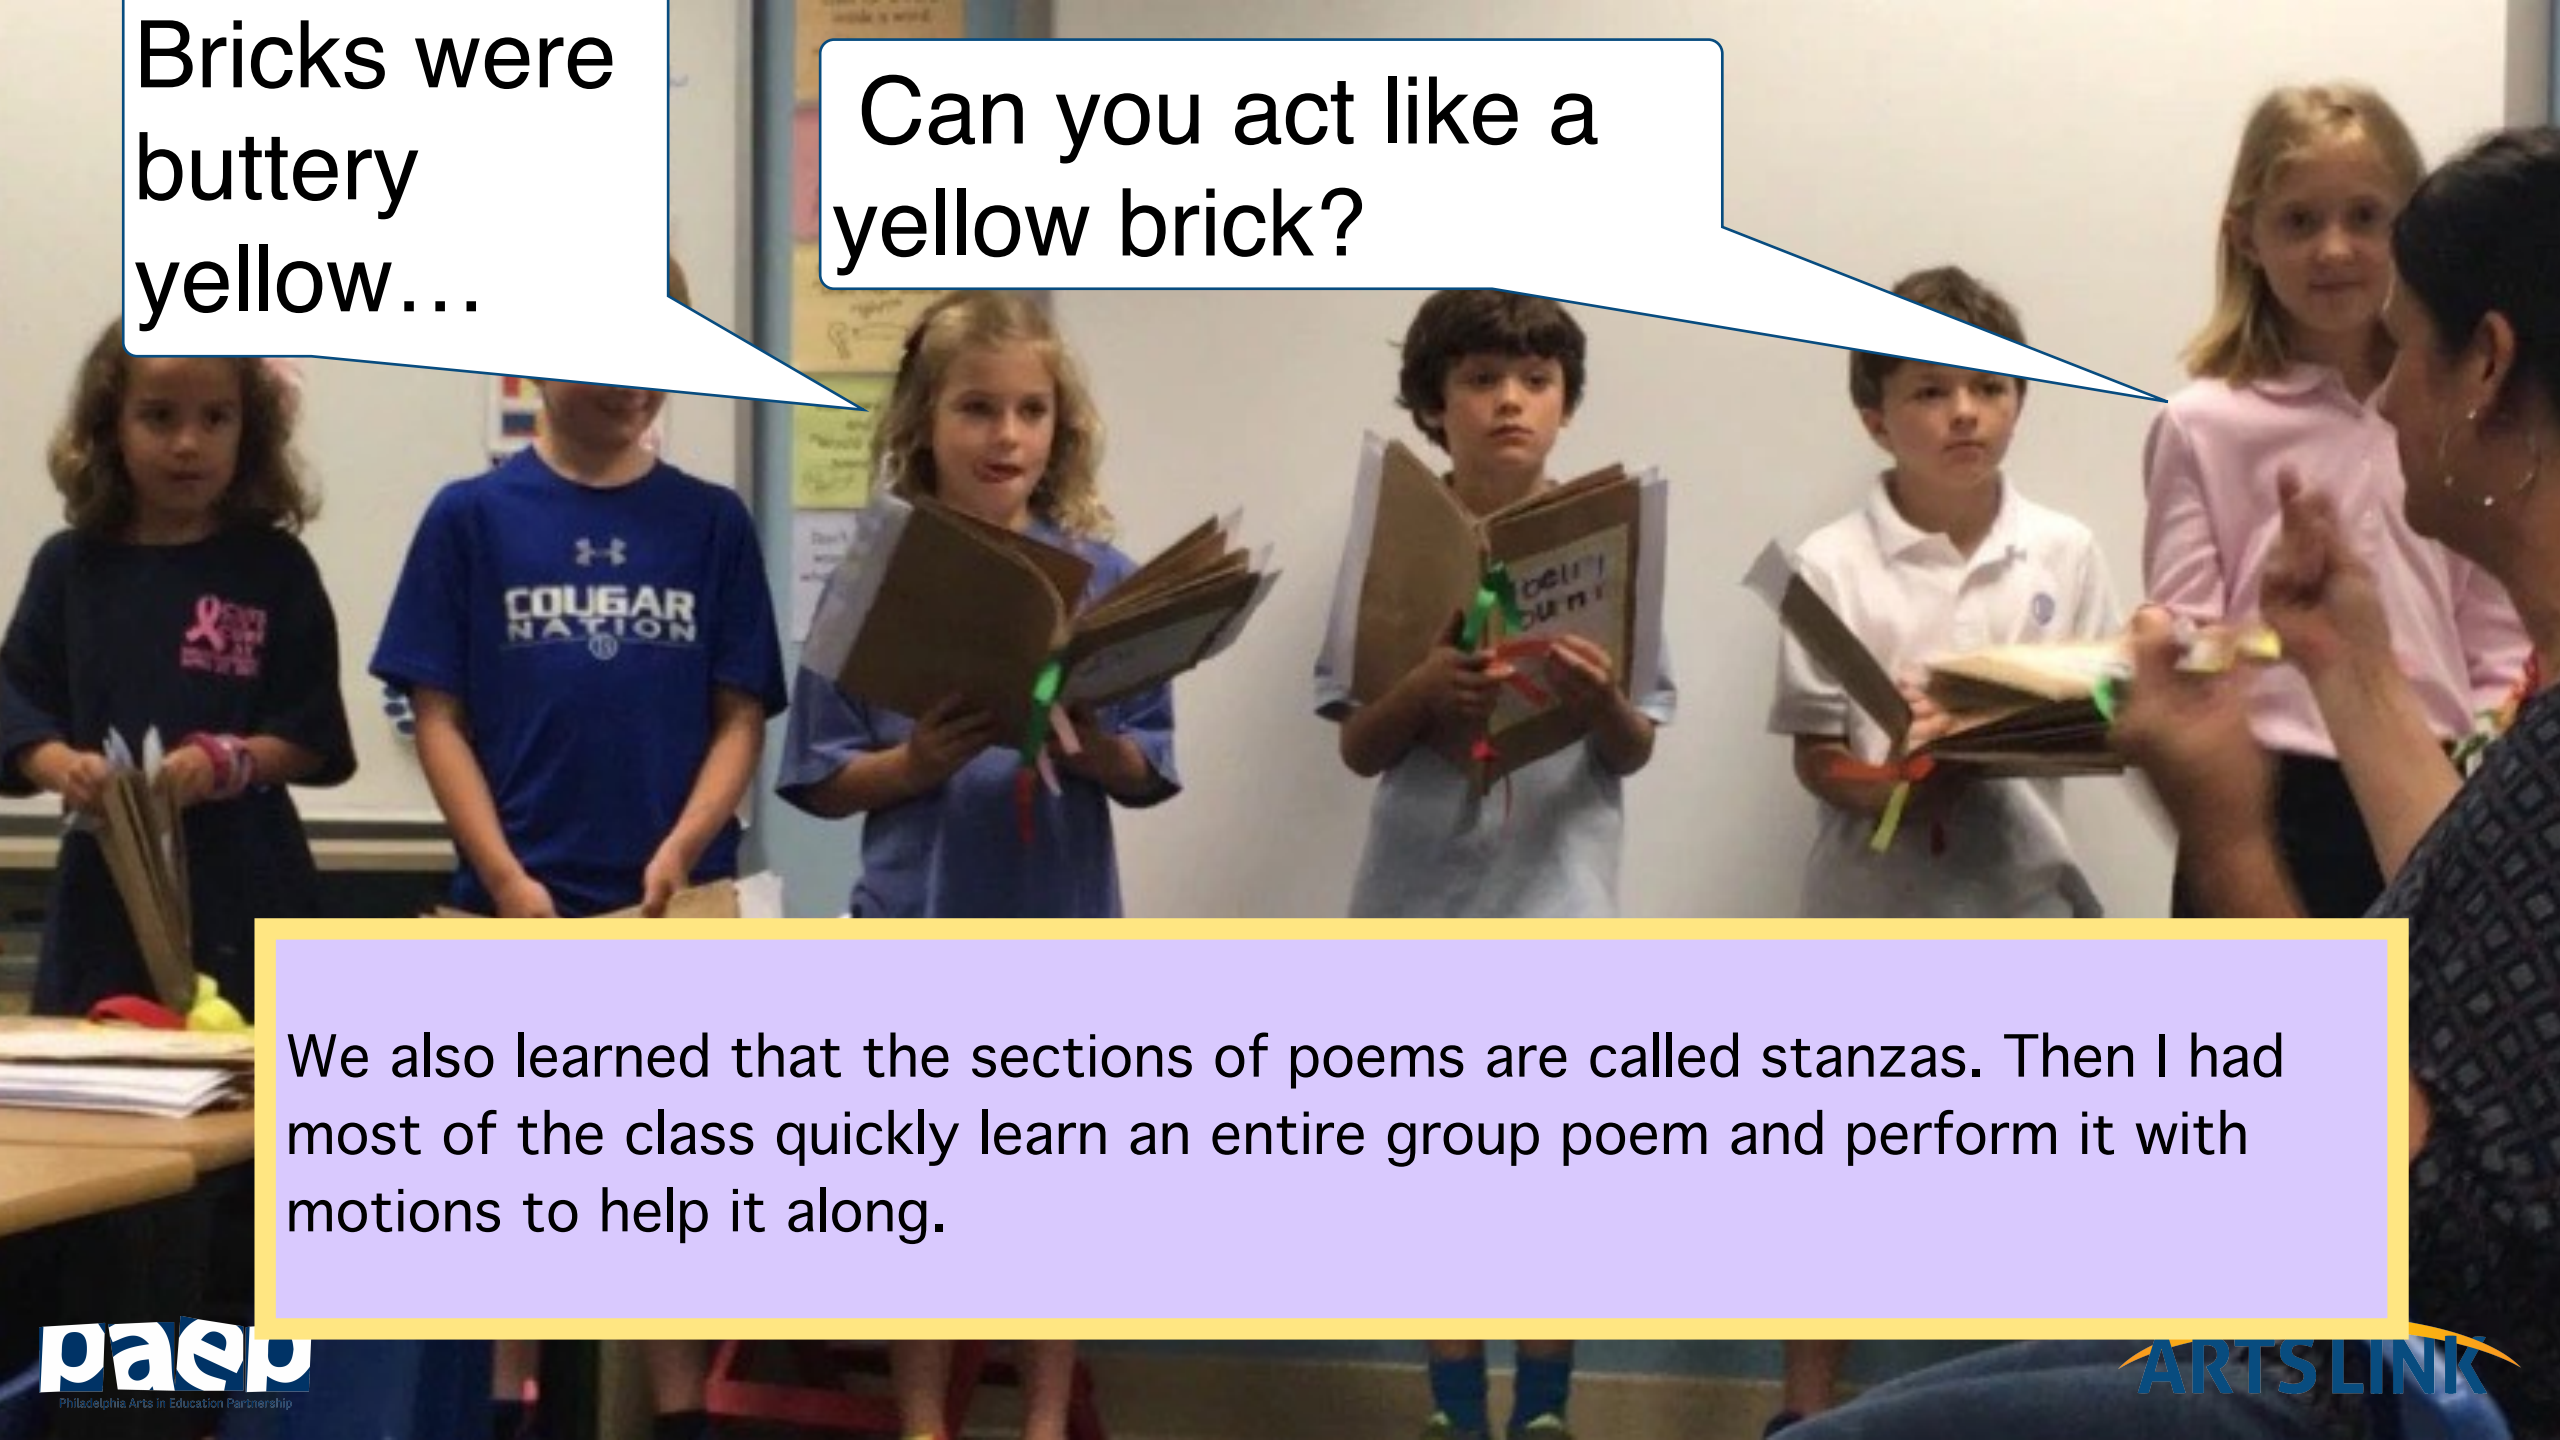 Bricks were
buttery
yellow…
Can you act like a
yellow brick?
COUGAR
NATION
We also learned that the sections of poems are called stanzas. Then I had
most of the class quickly learn an entire group poem and perform it with
motions to help it along.
paep
Philadelphia Arts in Education Partnership
ARTS LINK